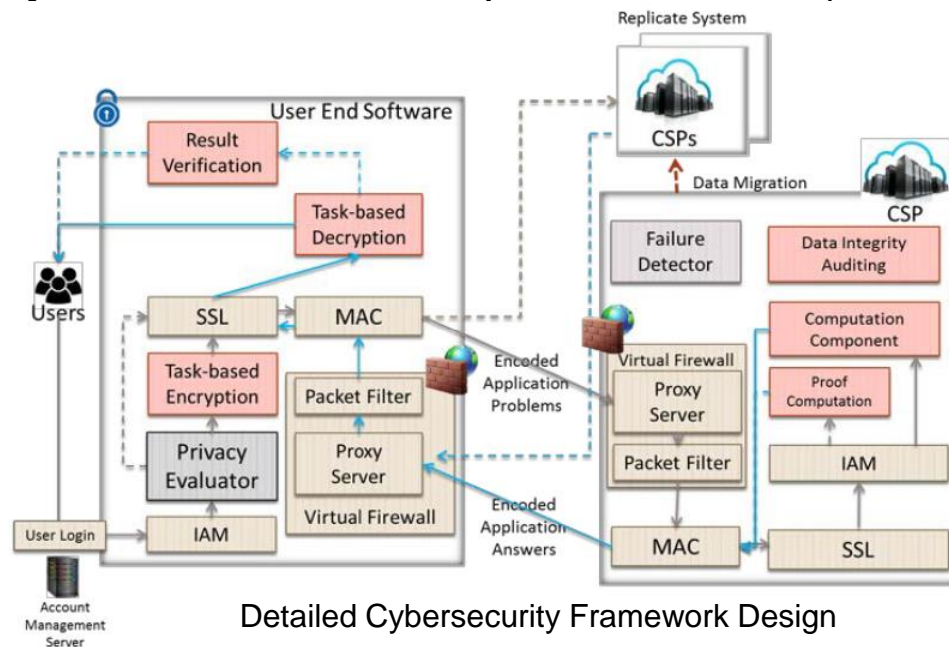 Replicate System
CSPs
Data Migration
CSP
User End Software
Result
Verification
Task-based
Decryption
Users
SSL
MAC
Task-based
Encryption
Privacy
Evaluator
IAM
Packet Filter
Proxy
Server
Virtual Firewall
User Login
Account
Management
Server
Encoded
Application
Problems
Encoded
Application
Answers
Failure
Detector
Data Integrity
Auditing
Computation
Component
Virtual Firewall
Proxy
Server
Packet Filter
Proof
Computation
IAM
MAC
SSL
Detailed Cybersecurity Framework Design